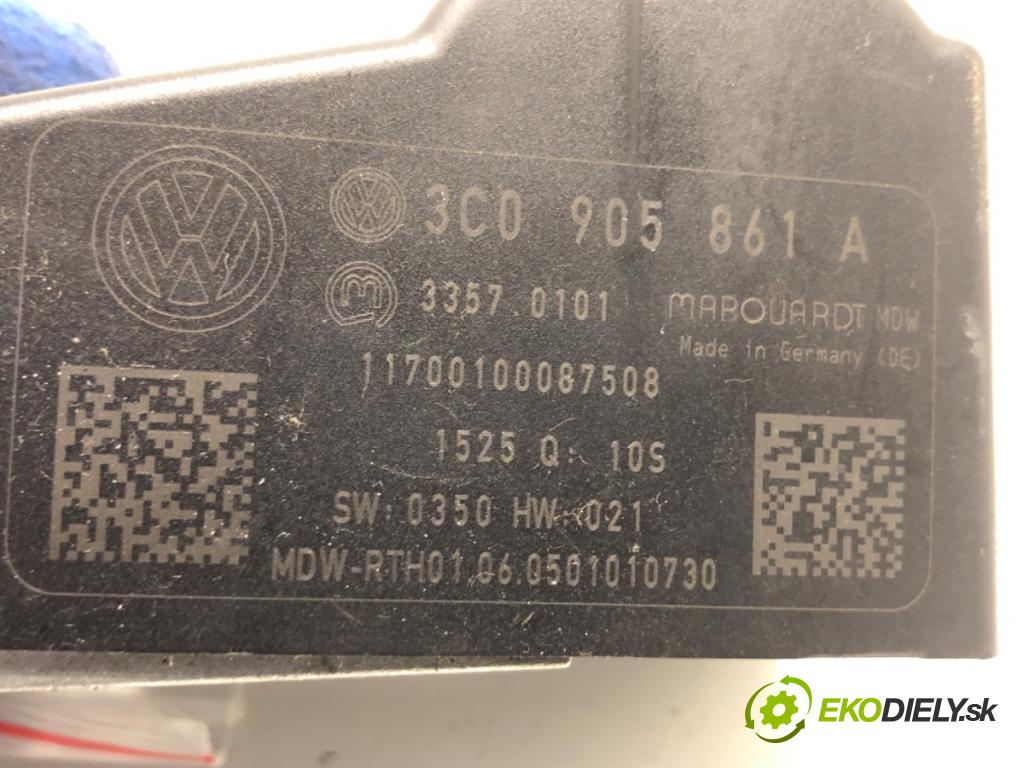 3C0 905 861 A
3357.0101 MARQUARDT MDW
Made in Germany (DE)
11700100087508
1525 Q: 10S
SW: 0350 HW: 021
MDW-RTH01.06.0501010730
EKODIELY.sk